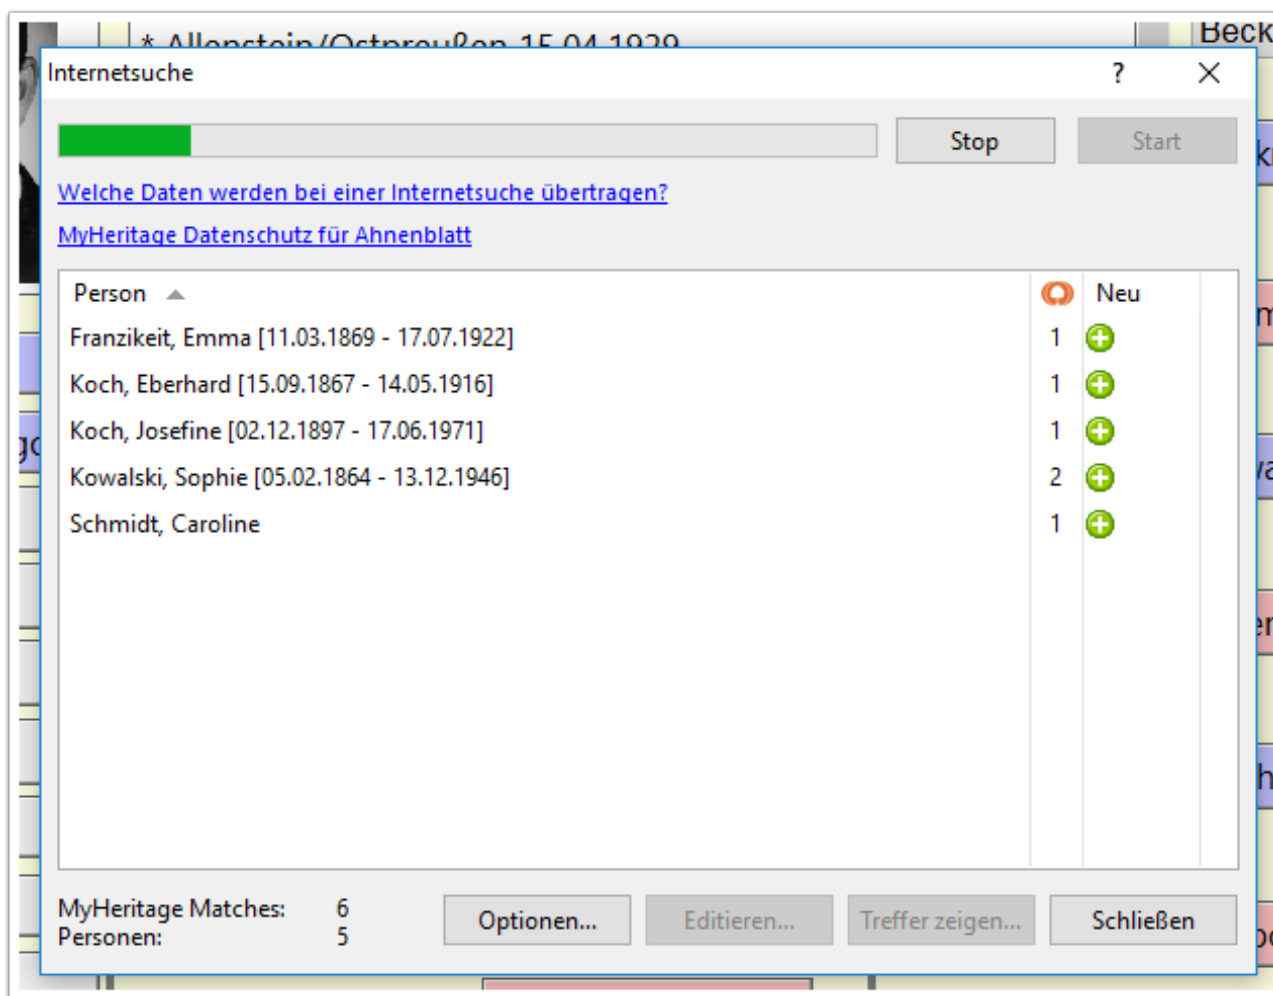 * Allenstein/Ostpreußen 15.04.1929
Beck
Internetsuche
?
Stop
Start
Welche Daten werden bei einer Internetsuche übertragen?
MyHeritage Datenschutz für Ahnenblatt
Person
Neu
Franzikeit, Emma [11.03.1869 - 17.07.1922]
1
Koch, Eberhard [15.09.1867 - 14.05.1916]
1
Koch, Josefine [02.12.1897 - 17.06.1971]
1
Kowalski, Sophie [05.02.1864 - 13.12.1946]
2
Schmidt, Caroline
1
MyHeritage Matches: 6
Personen: 5
Optionen...
Editieren...
Treffer zeigen...
Schließen